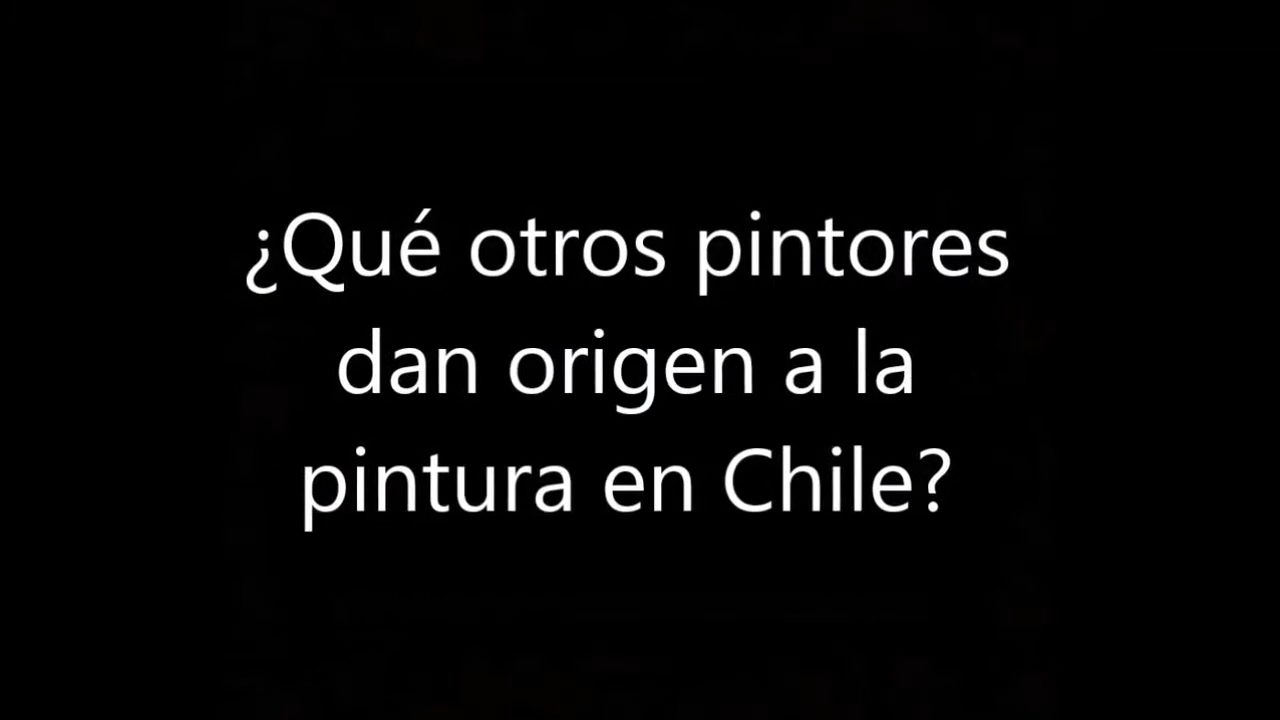 ¿Qué otros pintores
dan origen a la
pintura en Chile?